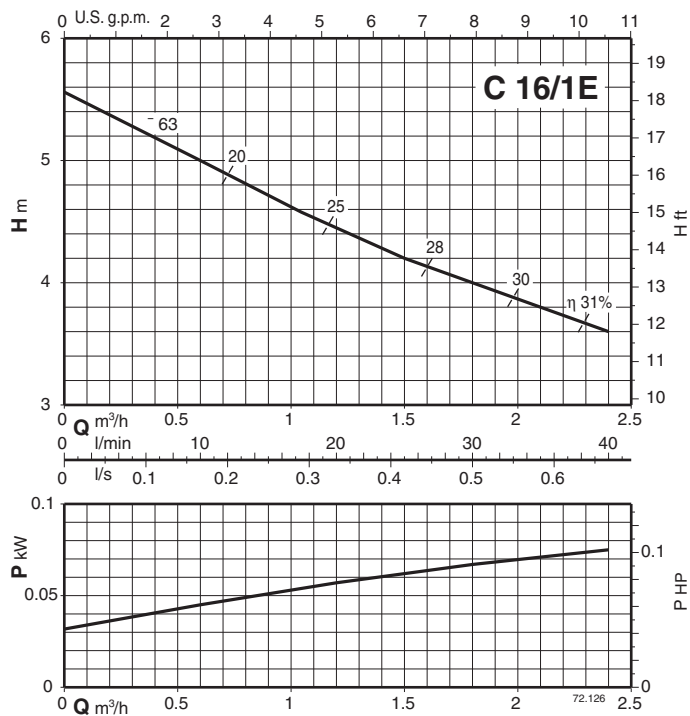 0 U.S. g.p.m. 2 3 4 5 6 7 8 9 10 11
6
C 16/1E
19
18
‾ 63
17
20
5
16
H m
25
15
H ft
28
14
4
30
13
η 31%
12
11
10
3
0 Q m³/h 0.5 1 1.5 2 2.5
0 l/min 10 20 30 40
0 l/s 0.1 0.2 0.3 0.4 0.5 0.6
0.1
P kW
0.1
0.05
P HP
0
0
72.126
0 Q m³/h 0.5 1 1.5 2 2.5